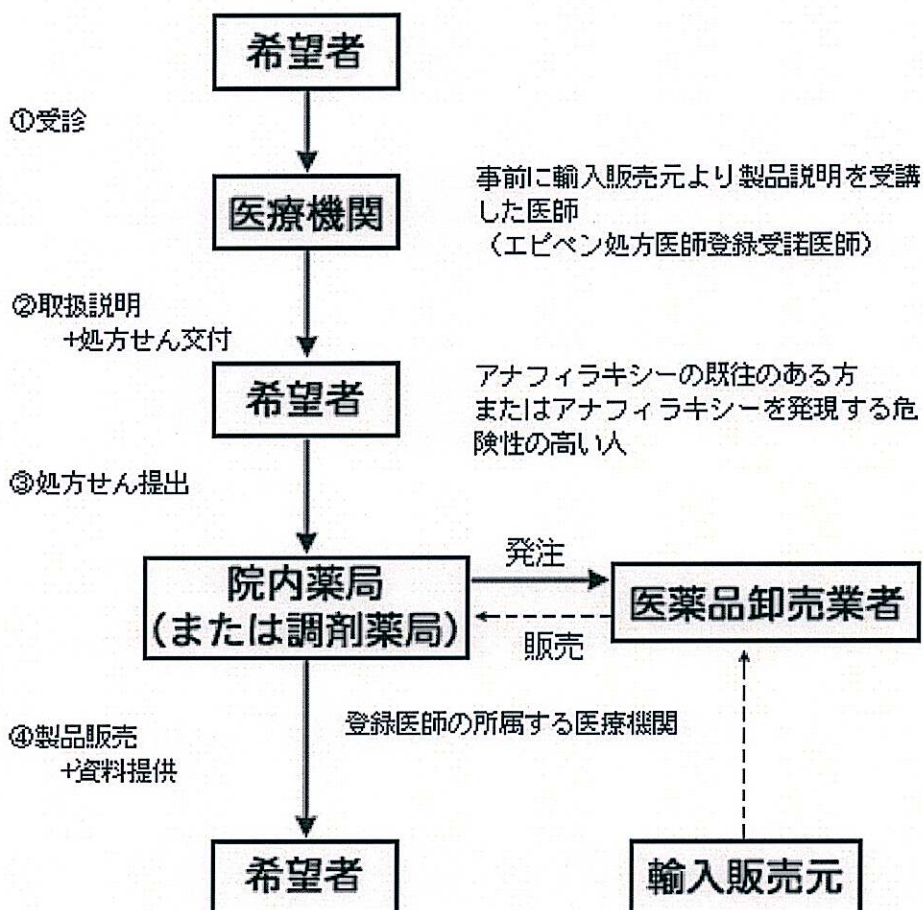 希望者
①受診
医療機関
事前に輸入販売元より製品説明を受講
した医師
(エピペン処方医師登録受諾医師)
②取扱説明
+処方せん交付
希望者
アナフィラキシーの既往のある方
またはアナフィラキシーを発現する危
険性の高い人
③処方せん提出
院内薬局
(または調剤薬局)
発注
販売
医薬品卸売業者
④製品販売
+資料提供
登録医師の所属する医療機関
希望者
輸入販売元